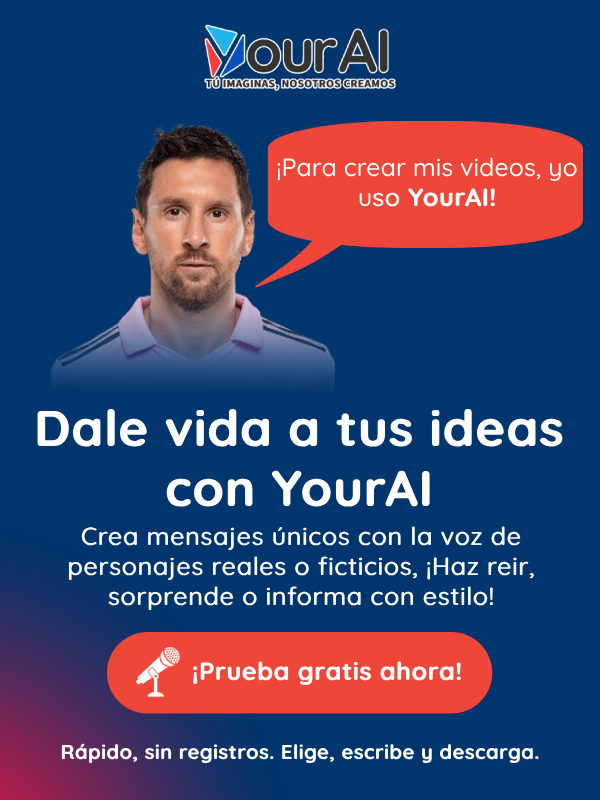 YourAI
TÚ IMAGINAS, NOSOTROS CREAMOS
¡Para crear mis videos, yo
uso YourAI!
Dale vida a tus ideas
con YourAI
Crea mensajes únicos con la voz de
personajes reales o ficticios, ¡Haz reir,
sorprende o informa con estilo!
¡Prueba gratis ahora!
Rápido, sin registros. Elige, escribe y descarga.